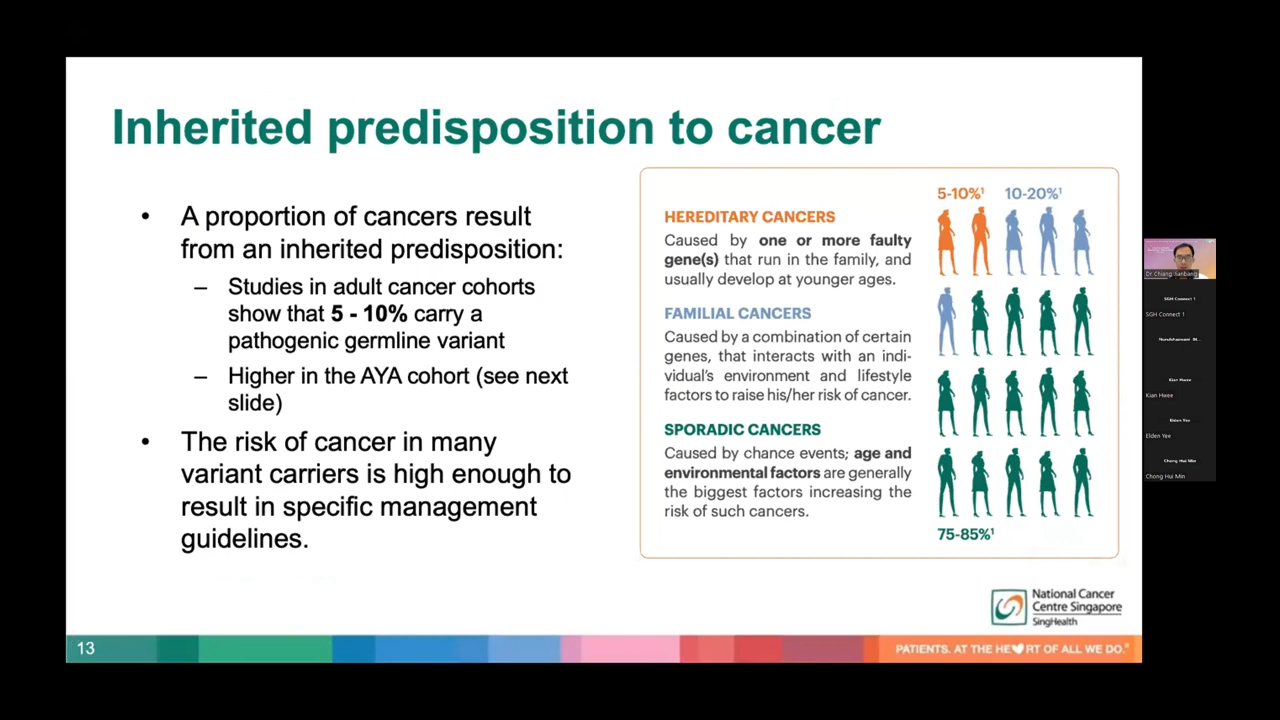 Inherited predisposition to cancer
• A proportion of cancers result
from an inherited predisposition:
– Studies in adult cancer cohorts
show that 5 - 10% carry a
pathogenic germline variant
– Higher in the AYA cohort (see next
slide)
• The risk of cancer in many
variant carriers is high enough to
result in specific management
guidelines.
5-10%¹ 10-20%¹
HEREDITARY CANCERS
Caused by one or more faulty
gene(s) that run in the family, and
usually develop at younger ages.
FAMILIAL CANCERS
Caused by a combination of certain
genes, that interacts with an indi-
vidual's environment and lifestyle
factors to raise his/her risk of cancer.
SPORADIC CANCERS
Caused by chance events; age and
environmental factors are generally
the biggest factors increasing the
risk of such cancers.
75-85%¹
National Cancer
Centre Singapore
SingHealth
13
PATIENTS. AT THE HE RT OF ALL WE DO.®
Dr Chiang Jianbang
SGH Connect 1
SGH Connect 1
Kian Hwee
Kian Hwee
Elden Yee
Elden Yee
Chong Hui Min
Chong Hui Min